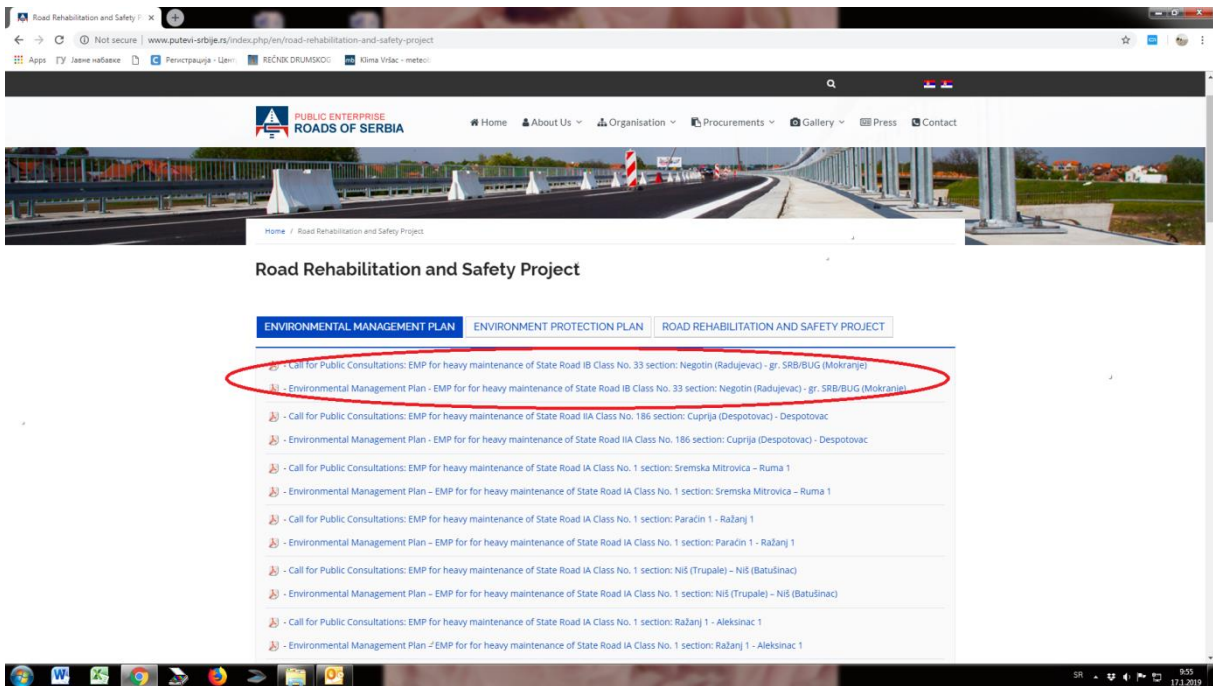 Road Rehabilitation and Safety P
Not secure | www.putevi-srbije.rs/index.php/en/road-rehabilitation-and-safety-project
Apps Јавне набавке Регистрација - Цент REČNIK DRUMSKOG Klima Vršac - meteob
PUBLIC ENTERPRISE
ROADS OF SERBIA
Home About Us Organisation Procurements Gallery Press Contact
Home / Road Rehabilitation and Safety Project
Road Rehabilitation and Safety Project
ENVIRONMENTAL MANAGEMENT PLAN ENVIRONMENT PROTECTION PLAN ROAD REHABILITATION AND SAFETY PROJECT
- Call for Public Consultations: EMP for heavy maintenance of State Road IB Class No. 33 section: Negotin (Radujevac) - gr. SRB/BUG (Mokranje)
- Environmental Management Plan - EMP for for heavy maintenance of State Road IB Class No. 33 section: Negotin (Radujevac) - gr. SRB/BUG (Mokranje)
- Call for Public Consultations: EMP for heavy maintenance of State Road IIA Class No. 186 section: Cuprija (Despotovac) - Despotovac
- Environmental Management Plan - EMP for for heavy maintenance of State Road IIA Class No. 186 section: Cuprija (Despotovac) - Despotovac
- Call for Public Consultations: EMP for heavy maintenance of State Road IA Class No. 1 section: Sremska Mitrovica – Ruma 1
- Environmental Management Plan – EMP for for heavy maintenance of State Road IA Class No. 1 section: Sremska Mitrovica – Ruma 1
- Call for Public Consultations: EMP for heavy maintenance of State Road IA Class No. 1 section: Paraćin 1 - Ražanj 1
- Environmental Management Plan – EMP for for heavy maintenance of State Road IA Class No. 1 section: Paraćin 1 - Ražanj 1
- Call for Public Consultations: EMP for heavy maintenance of State Road IA Class No. 1 section: Niš (Trupale) – Niš (Batušinac)
- Environmental Management Plan – EMP for for heavy maintenance of State Road IA Class No. 1 section: Niš (Trupale) – Niš (Batušinac)
- Call for Public Consultations: EMP for heavy maintenance of State Road IA Class No. 1 section: Ražanj 1 - Aleksinac 1
- Environmental Management Plan – EMP for for heavy maintenance of State Road IA Class No. 1 section: Ražanj 1 - Aleksinac 1
SR 9:55
17.1.2019